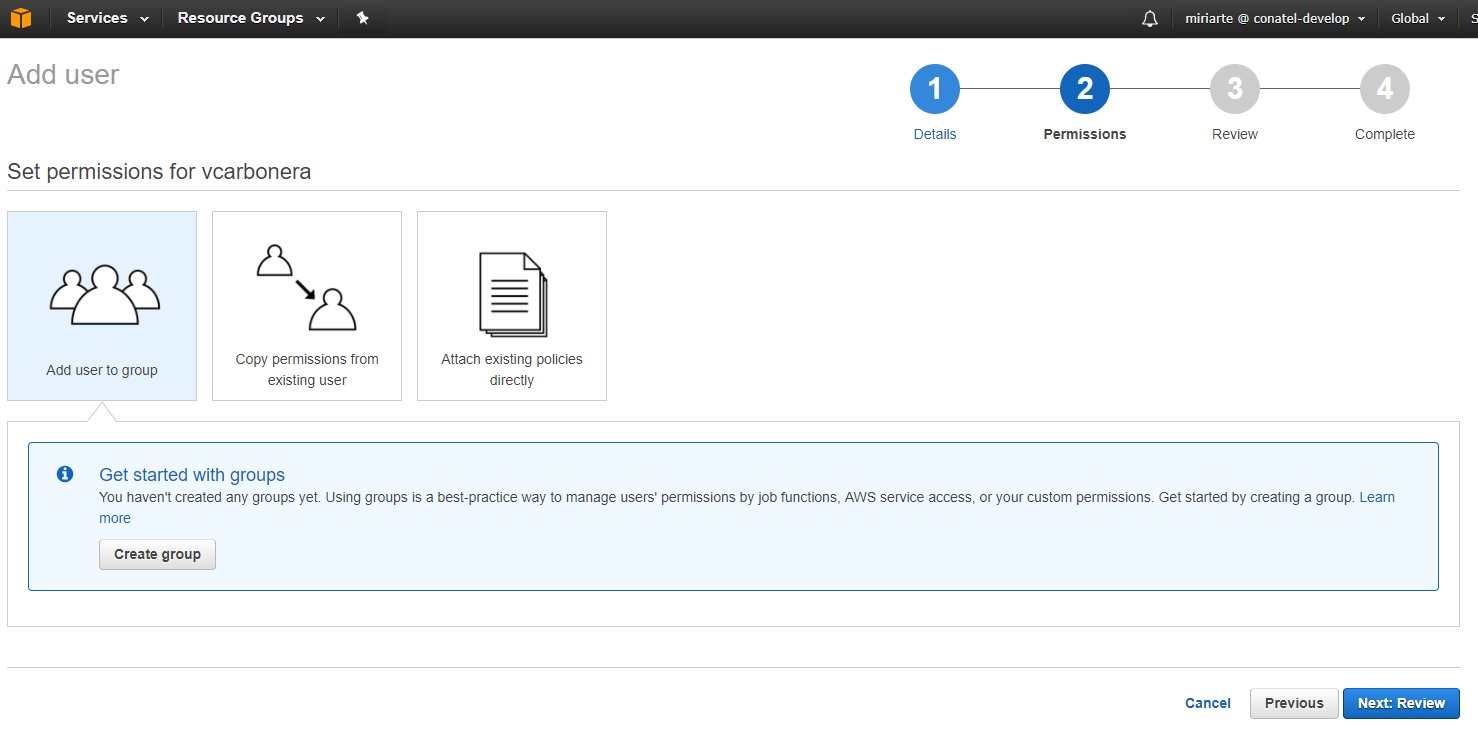 Services Resource Groups miriarte @ conatel-develop Global S
Add user
1 2 3 4
Details Permissions Review Complete
Set permissions for vcarbonera
Add user to group
Copy permissions from
existing user
Attach existing policies
directly
Get started with groups
You haven't created any groups yet. Using groups is a best-practice way to manage users' permissions by job functions, AWS service access, or your custom permissions. Get started by creating a group. Learn
more
Create group
Cancel Previous Next: Review